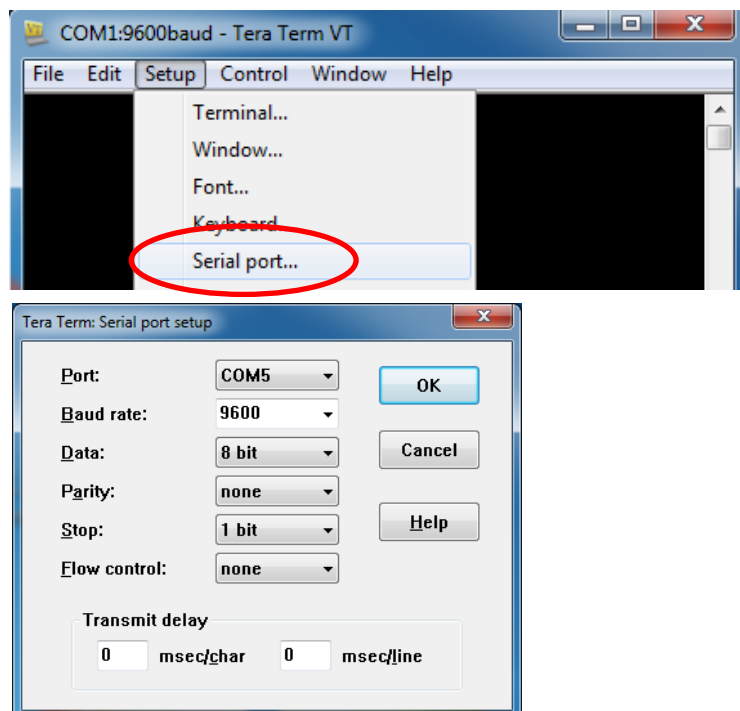 COM1:9600baud - Tera Term VT
File Edit Setup Control Window Help
Terminal...
Window...
Font...
Keyboard...
Serial port...
Tera Term: Serial port setup
Port: COM5 OK
Baud rate: 9600
Data: 8 bit Cancel
Parity: none
Stop: 1 bit Help
Flow control: none
Transmit delay
0 msec/char 0 msec/line